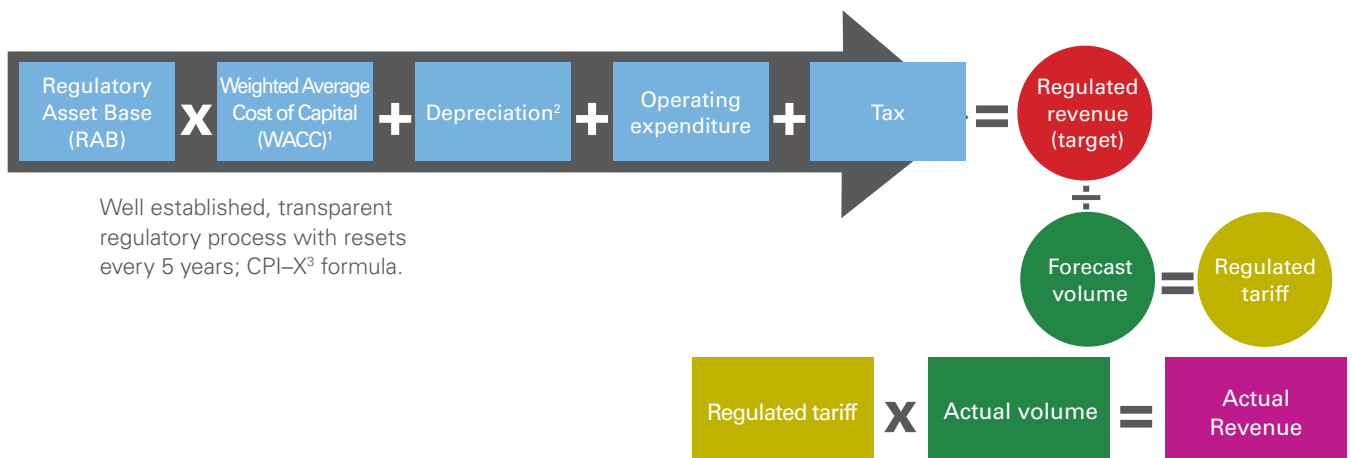 Regulatory
Asset Base
(RAB)
x
Weighted Average
Cost of Capital
(WACC)¹
+
Depreciation²
+
Operating
expenditure
+
Tax
=
Regulated
revenue
(target)
÷
Well established, transparent
regulatory process with resets
every 5 years; CPI–X³ formula.
Forecast
volume
=
Regulated
tariff
Regulated tariff
x
Actual volume
=
Actual
Revenue